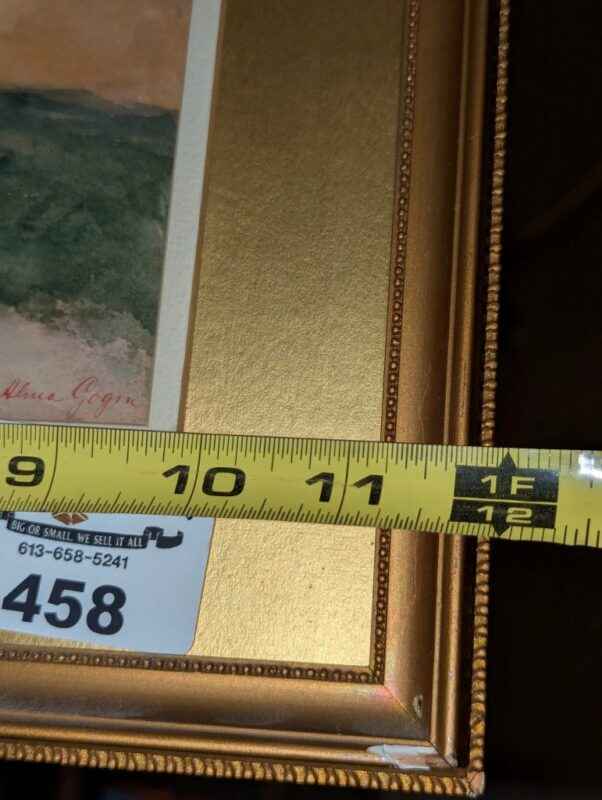 Alma Gogin
9 10 11 1F
12
BIG OR SMALL, WE SELL IT ALL
613-658-5241
458